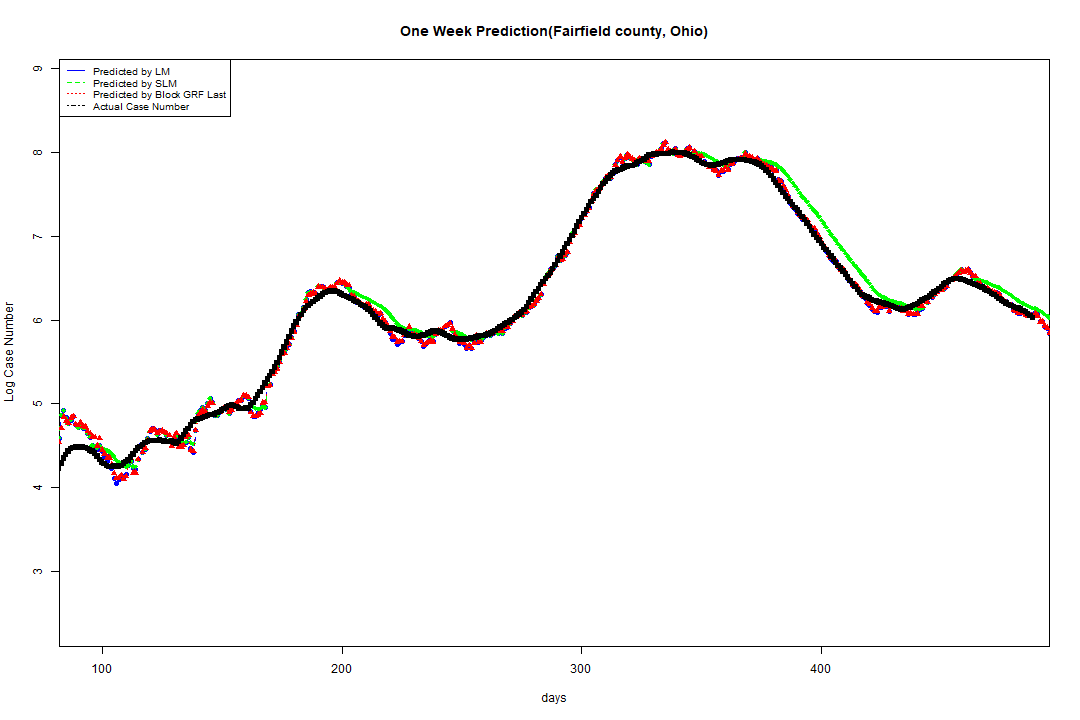 One Week Prediction(Fairfield county, Ohio)
Predicted by LM
Predicted by SLM
Predicted by Block GRF Last
Actual Case Number
9
8
7
6
5
4
3
Log Case Number
100 200 300 400
days